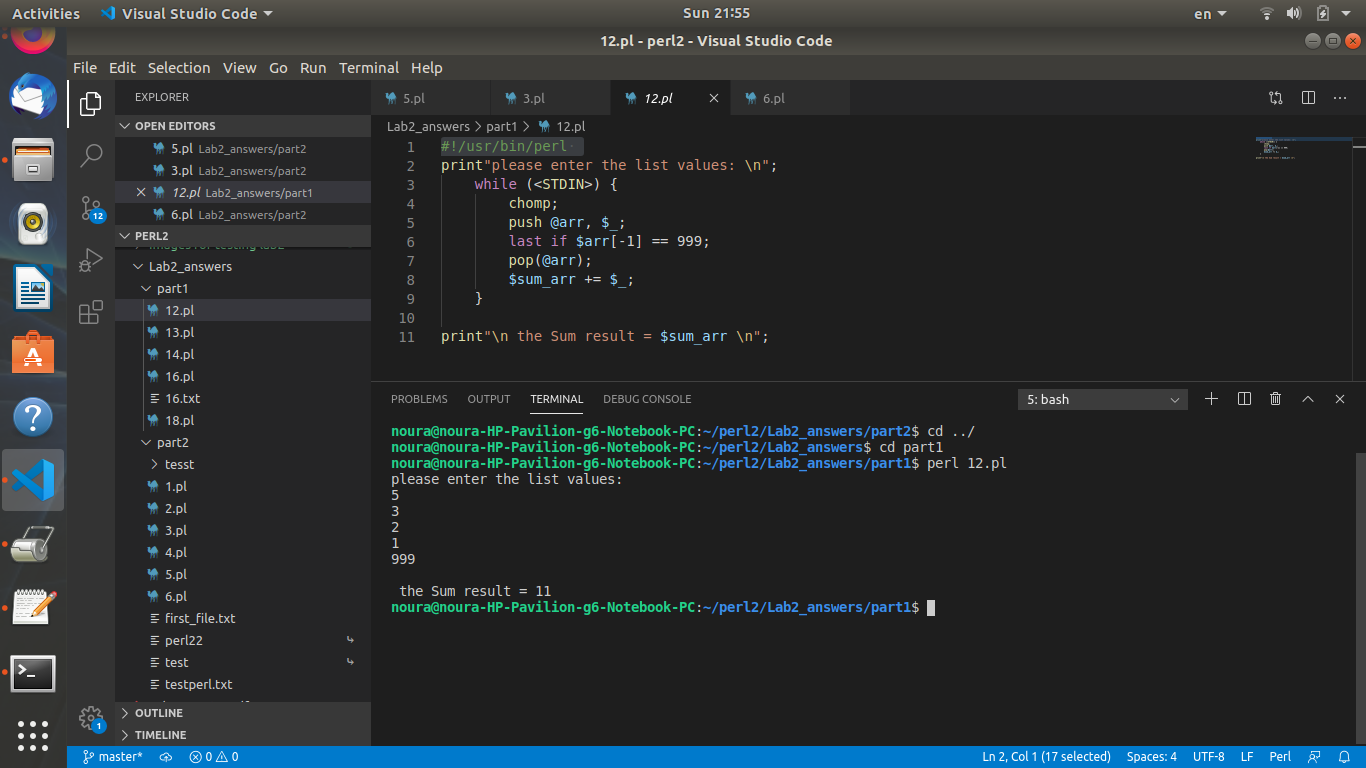 Activities Visual Studio Code Sun 21:55 en
12.pl - perl2 - Visual Studio Code
File Edit Selection View Go Run Terminal Help
EXPLORER
OPEN EDITORS
5.pl Lab2_answers/part2
3.pl Lab2_answers/part2
12.pl Lab2_answers/part1
6.pl Lab2_answers/part2
12
PERL2
Lab2_answers
part1
12.pl
13.pl
14.pl
16.pl
16.txt
18.pl
part2
tesst
1.pl
2.pl
3.pl
4.pl
5.pl
6.pl
first_file.txt
perl22
test
testperl.txt
OUTLINE
TIMELINE
1
5.pl 3.pl 12.pl 6.pl
Lab2_answers > part1 > 12.pl
1 #!/usr/bin/perl
2 print"please enter the list values: \n";
3 while (<STDIN>) {
4 chomp;
5 push @arr, $_;
6 last if $arr[-1] == 999;
7 pop(@arr);
8 $sum_arr += $_;
9 }
10
11 print"\n the Sum result = $sum_arr \n";
PROBLEMS OUTPUT TERMINAL DEBUG CONSOLE 5: bash
noura@noura-HP-Pavilion-g6-Notebook-PC:~/perl2/Lab2_answers/part2$ cd ../
noura@noura-HP-Pavilion-g6-Notebook-PC:~/perl2/Lab2_answers$ cd part1
noura@noura-HP-Pavilion-g6-Notebook-PC:~/perl2/Lab2_answers/part1$ perl 12.pl
please enter the list values:
5
3
2
1
999
the Sum result = 11
noura@noura-HP-Pavilion-g6-Notebook-PC:~/perl2/Lab2_answers/part1$
master* 0 0 Ln 2, Col 1 (17 selected) Spaces: 4 UTF-8 LF Perl